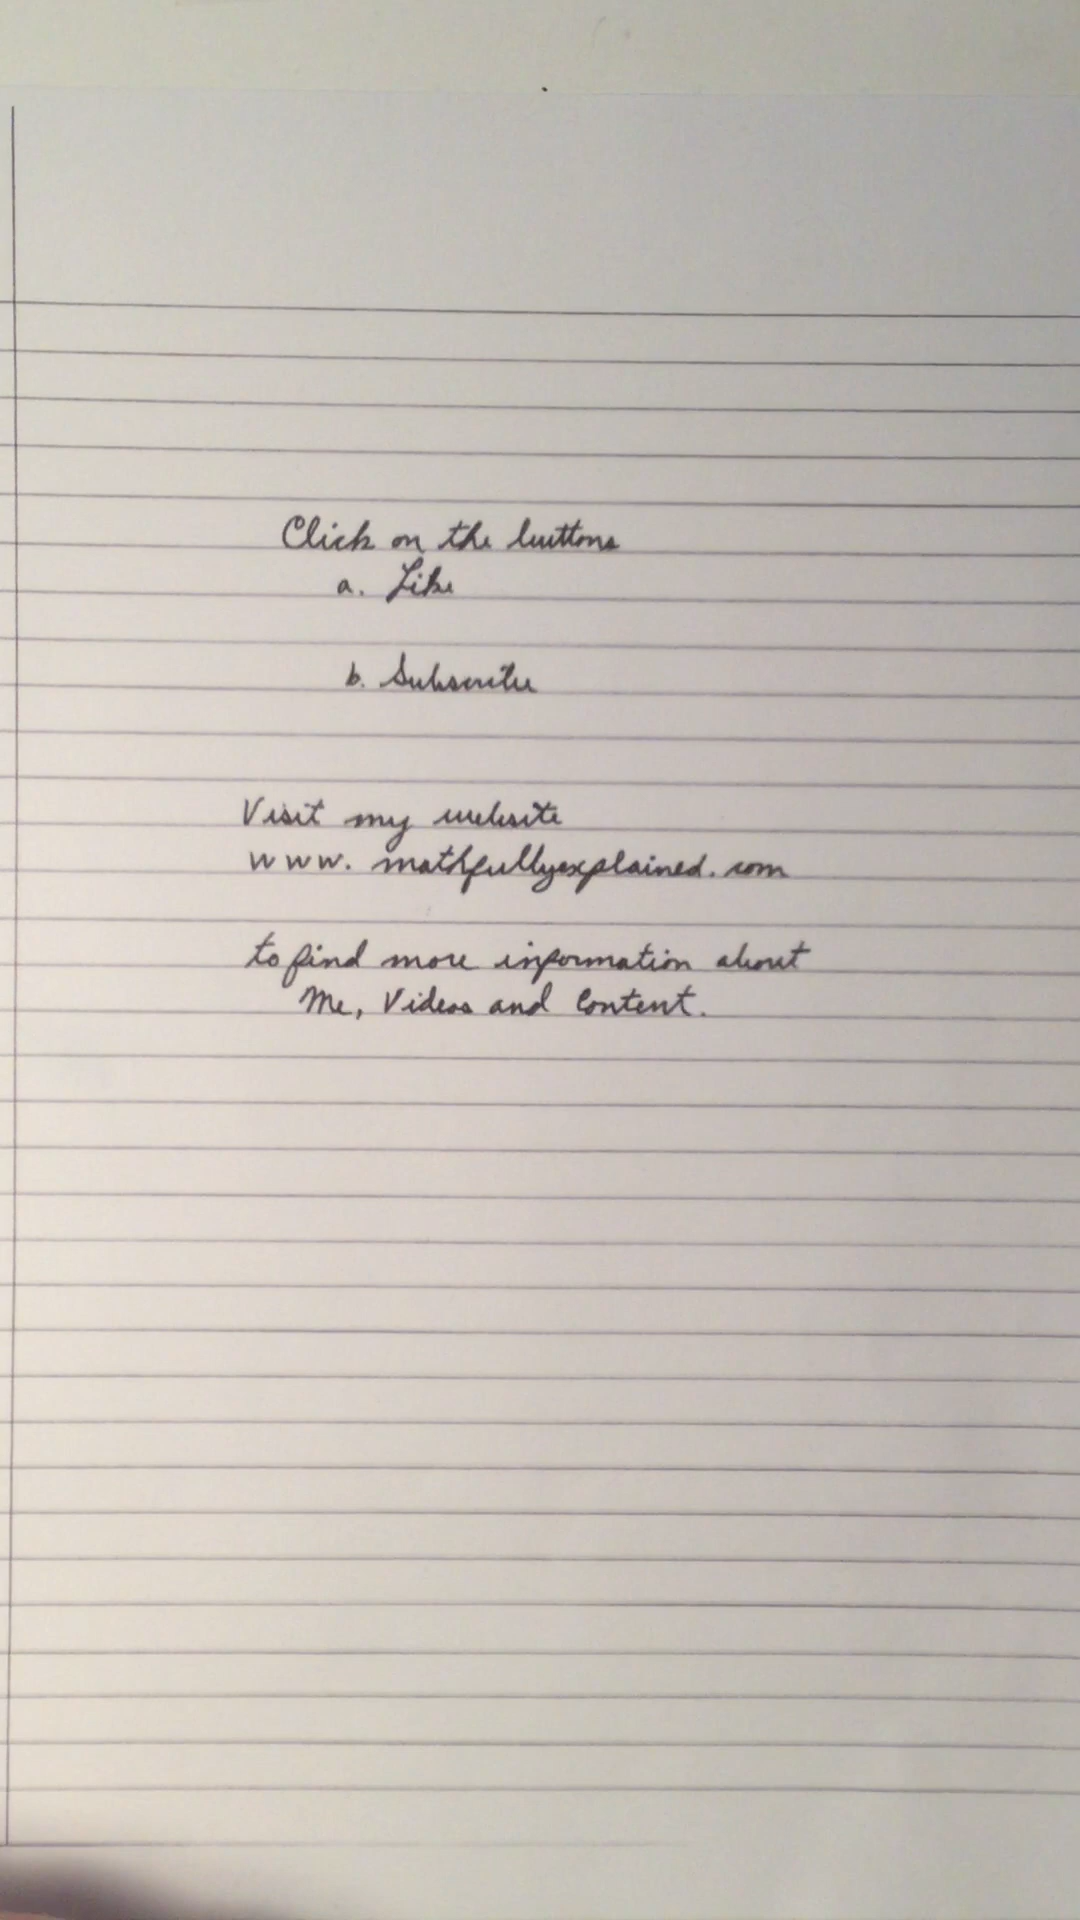 Click on the buttons
a. Like
b. Subscribe
Visit my website
www.mathfullyexplained.com
to find more information about
Me, Videos and Content.